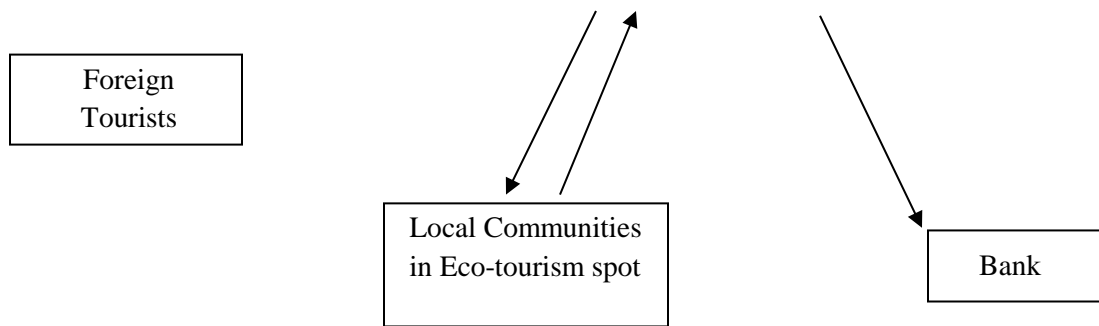 Foreign
Tourists
Local Communities
in Eco-tourism spot
Bank